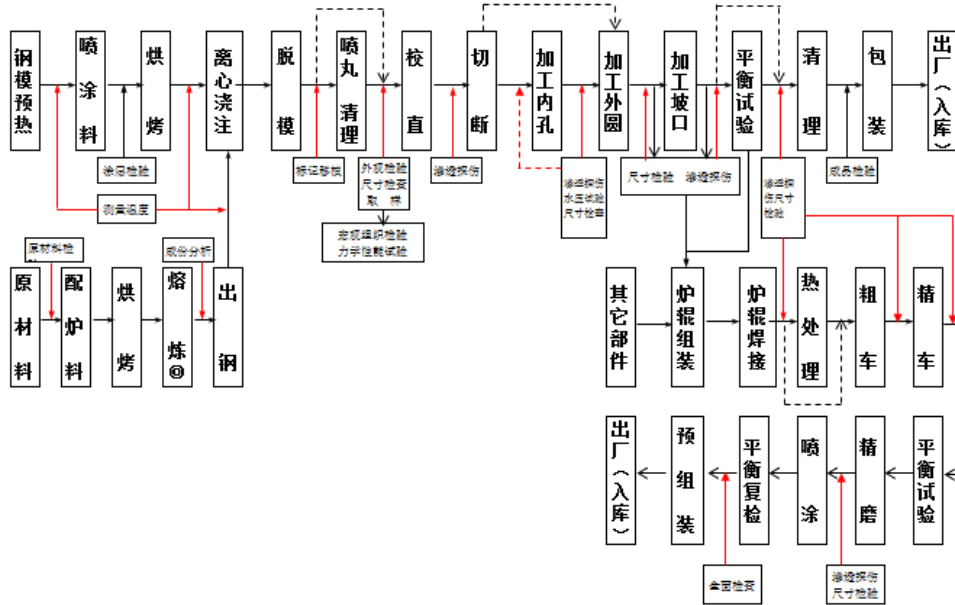 钢模预热
喷涂料
烘烤
离心浇注
脱模
喷丸清理
校直
切断
加工内孔
加工外圆
加工坡口
平衡试验
清理
包装
出厂（入库）
涂层检验
测量温度
标记移植
外观检验
尺寸检查
取 样
宏观组织检验
力学性能试验
渗透探伤
渗透探伤
水压试验
尺寸检查
尺寸检验 渗透探伤
渗透探
伤尺寸
检验
成品检验
原材料检
成份分析
原材料
配炉料
烘烤
熔炼◎
出钢
其它部件
炉辊组装
炉辊焊接
热处理
粗车
精车
出厂（入库）
预组装
平衡复检
喷涂
精磨
平衡试验
全面检查
渗透探伤
尺寸检验